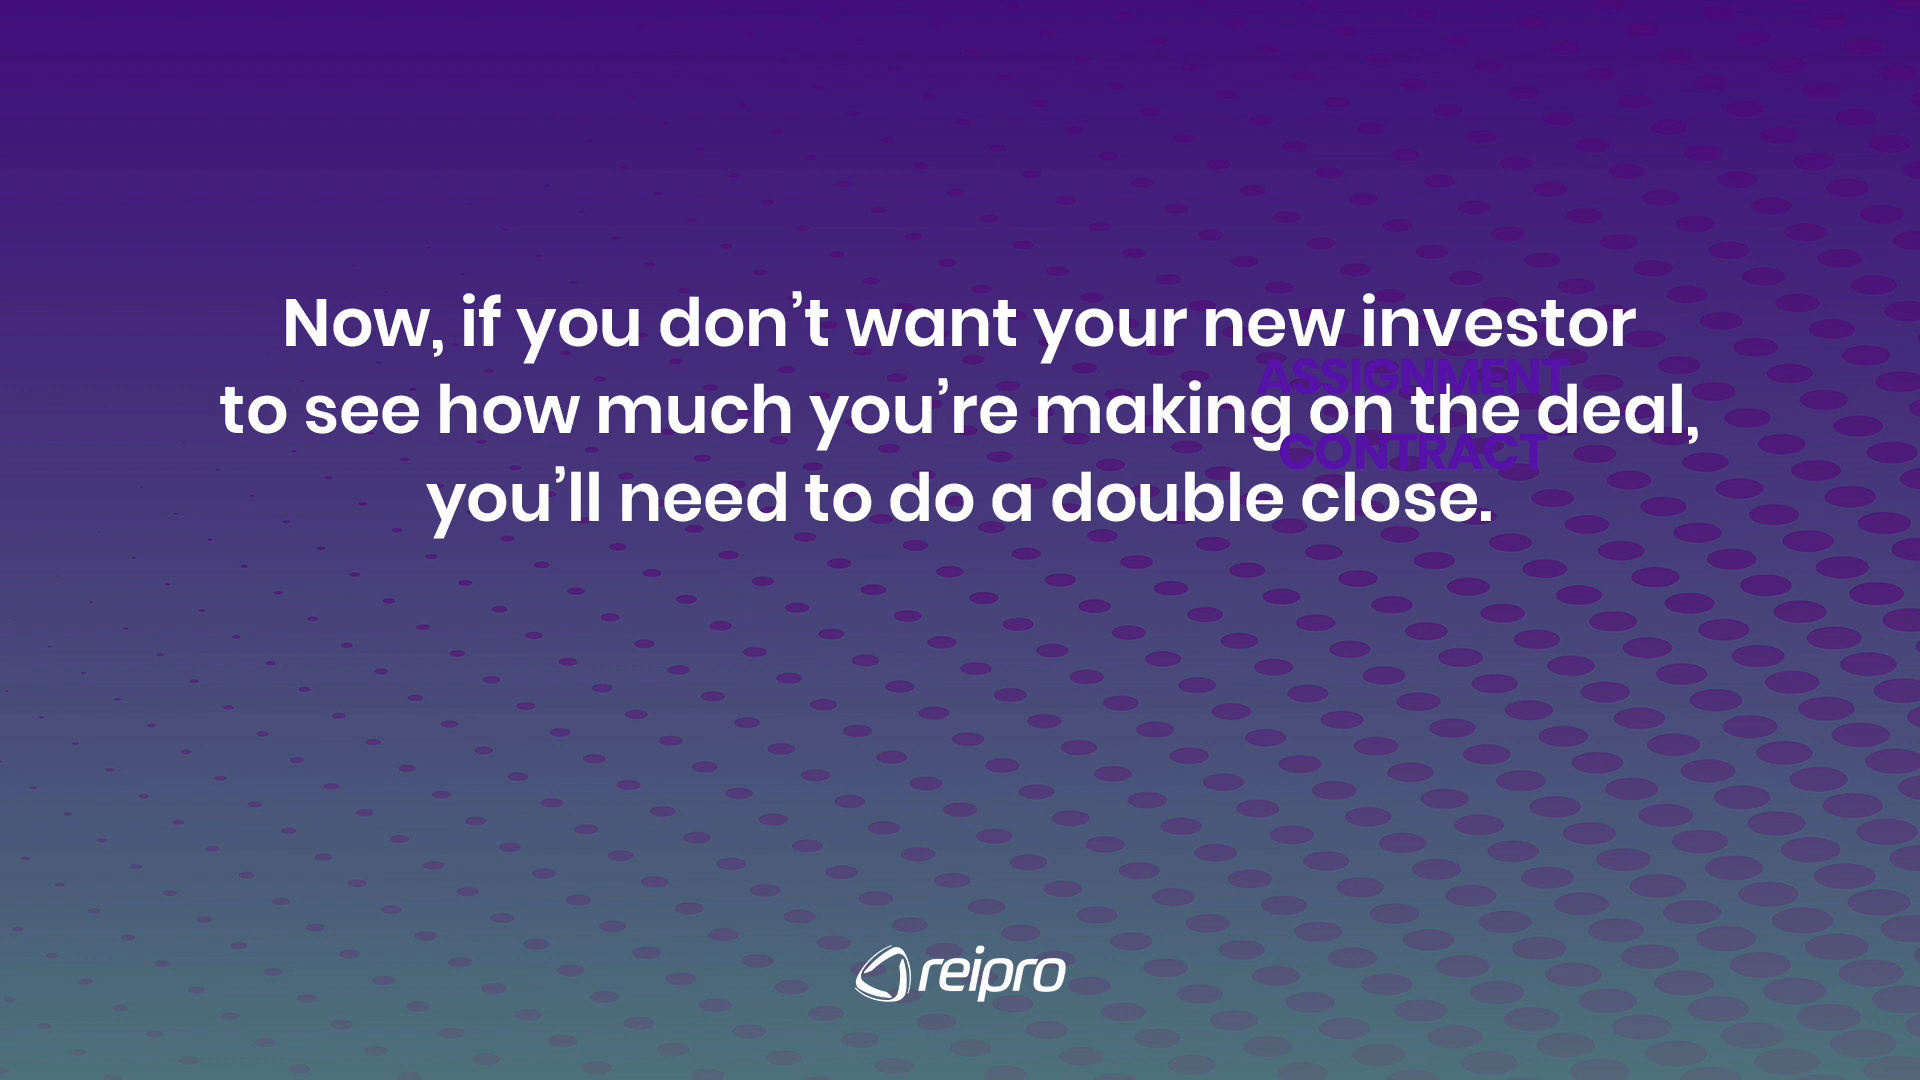 Now, if you don’t want your new investor
ASSIGNMENT
to see how much you’re making on the deal,
CONTRACT
you’ll need to do a double close.
reipro